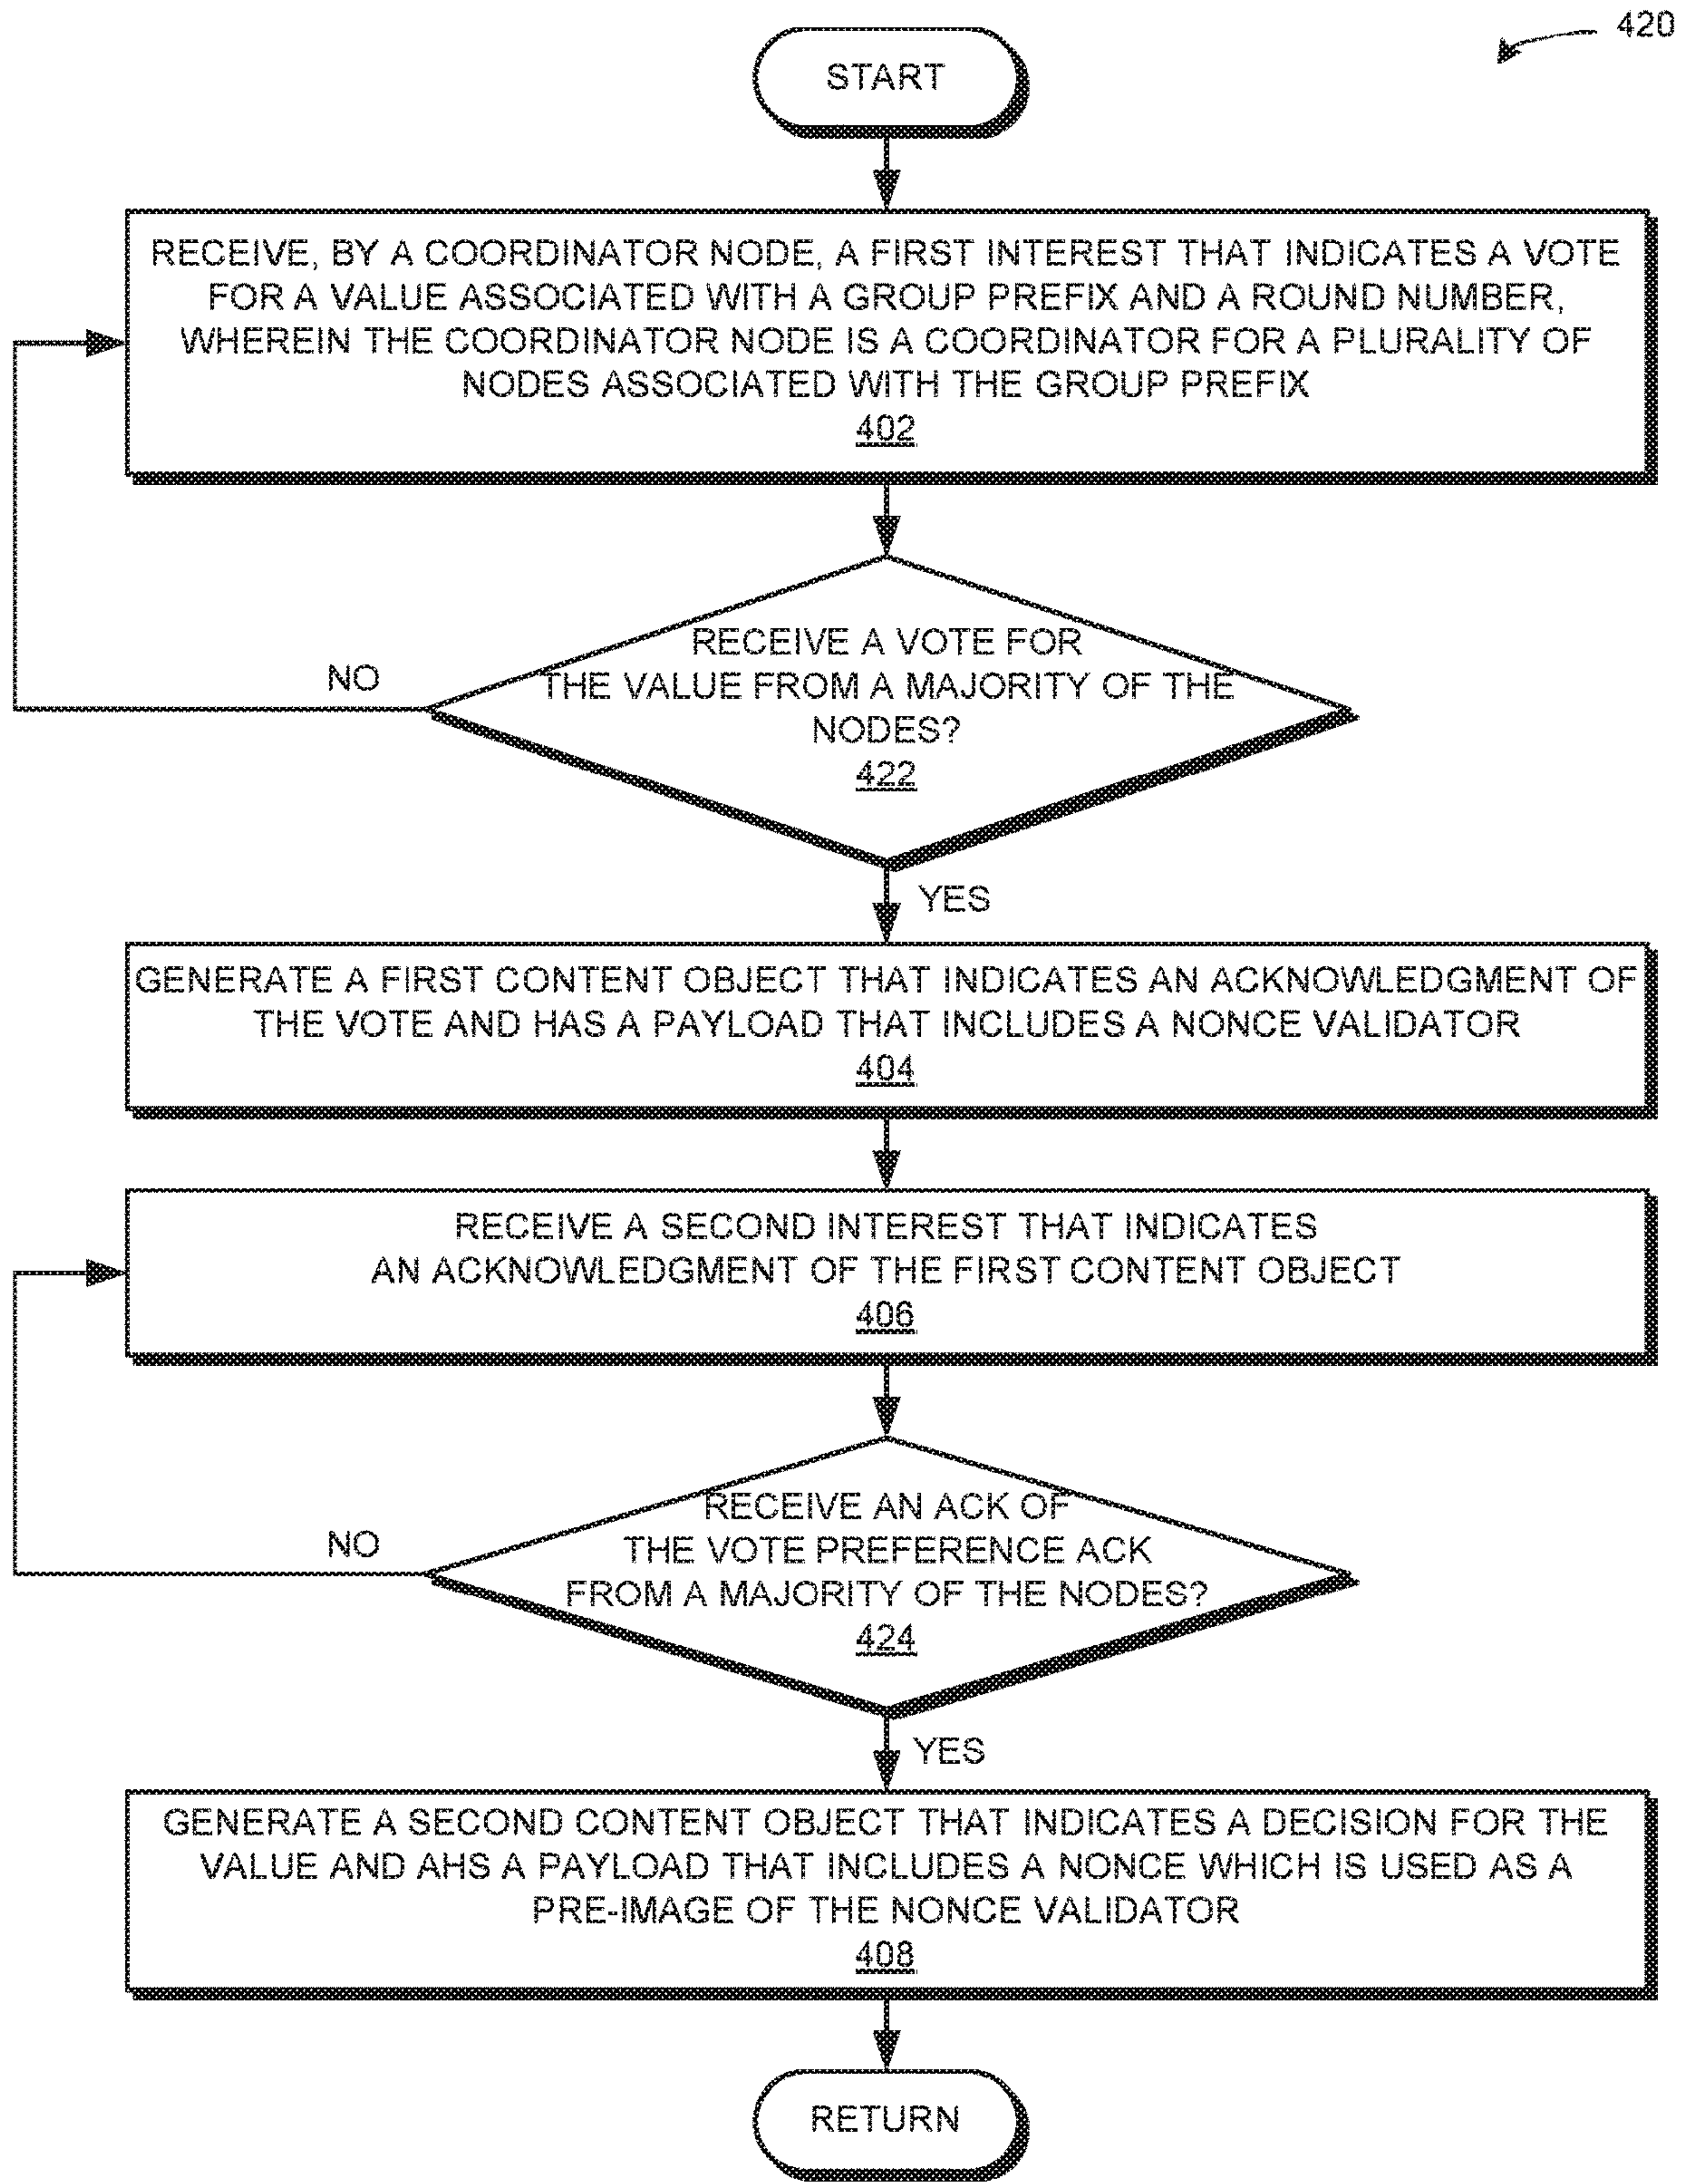 420
START
RECEIVE, BY A COORDINATOR NODE, A FIRST INTEREST THAT INDICATES A VOTE
FOR A VALUE ASSOCIATED WITH A GROUP PREFIX AND A ROUND NUMBER,
WHEREIN THE COORDINATOR NODE IS A COORDINATOR FOR A PLURALITY OF
NODES ASSOCIATED WITH THE GROUP PREFIX
402
RECEIVE A VOTE FOR
THE VALUE FROM A MAJORITY OF THE
NODES?
422
NO
YES
GENERATE A FIRST CONTENT OBJECT THAT INDICATES AN ACKNOWLEDGMENT OF
THE VOTE AND HAS A PAYLOAD THAT INCLUDES A NONCE VALIDATOR
404
RECEIVE A SECOND INTEREST THAT INDICATES
AN ACKNOWLEDGMENT OF THE FIRST CONTENT OBJECT
406
RECEIVE AN ACK OF
THE VOTE PREFERENCE ACK
FROM A MAJORITY OF THE NODES?
424
NO
YES
GENERATE A SECOND CONTENT OBJECT THAT INDICATES A DECISION FOR THE
VALUE AND AHS A PAYLOAD THAT INCLUDES A NONCE WHICH IS USED AS A
PRE-IMAGE OF THE NONCE VALIDATOR
408
RETURN